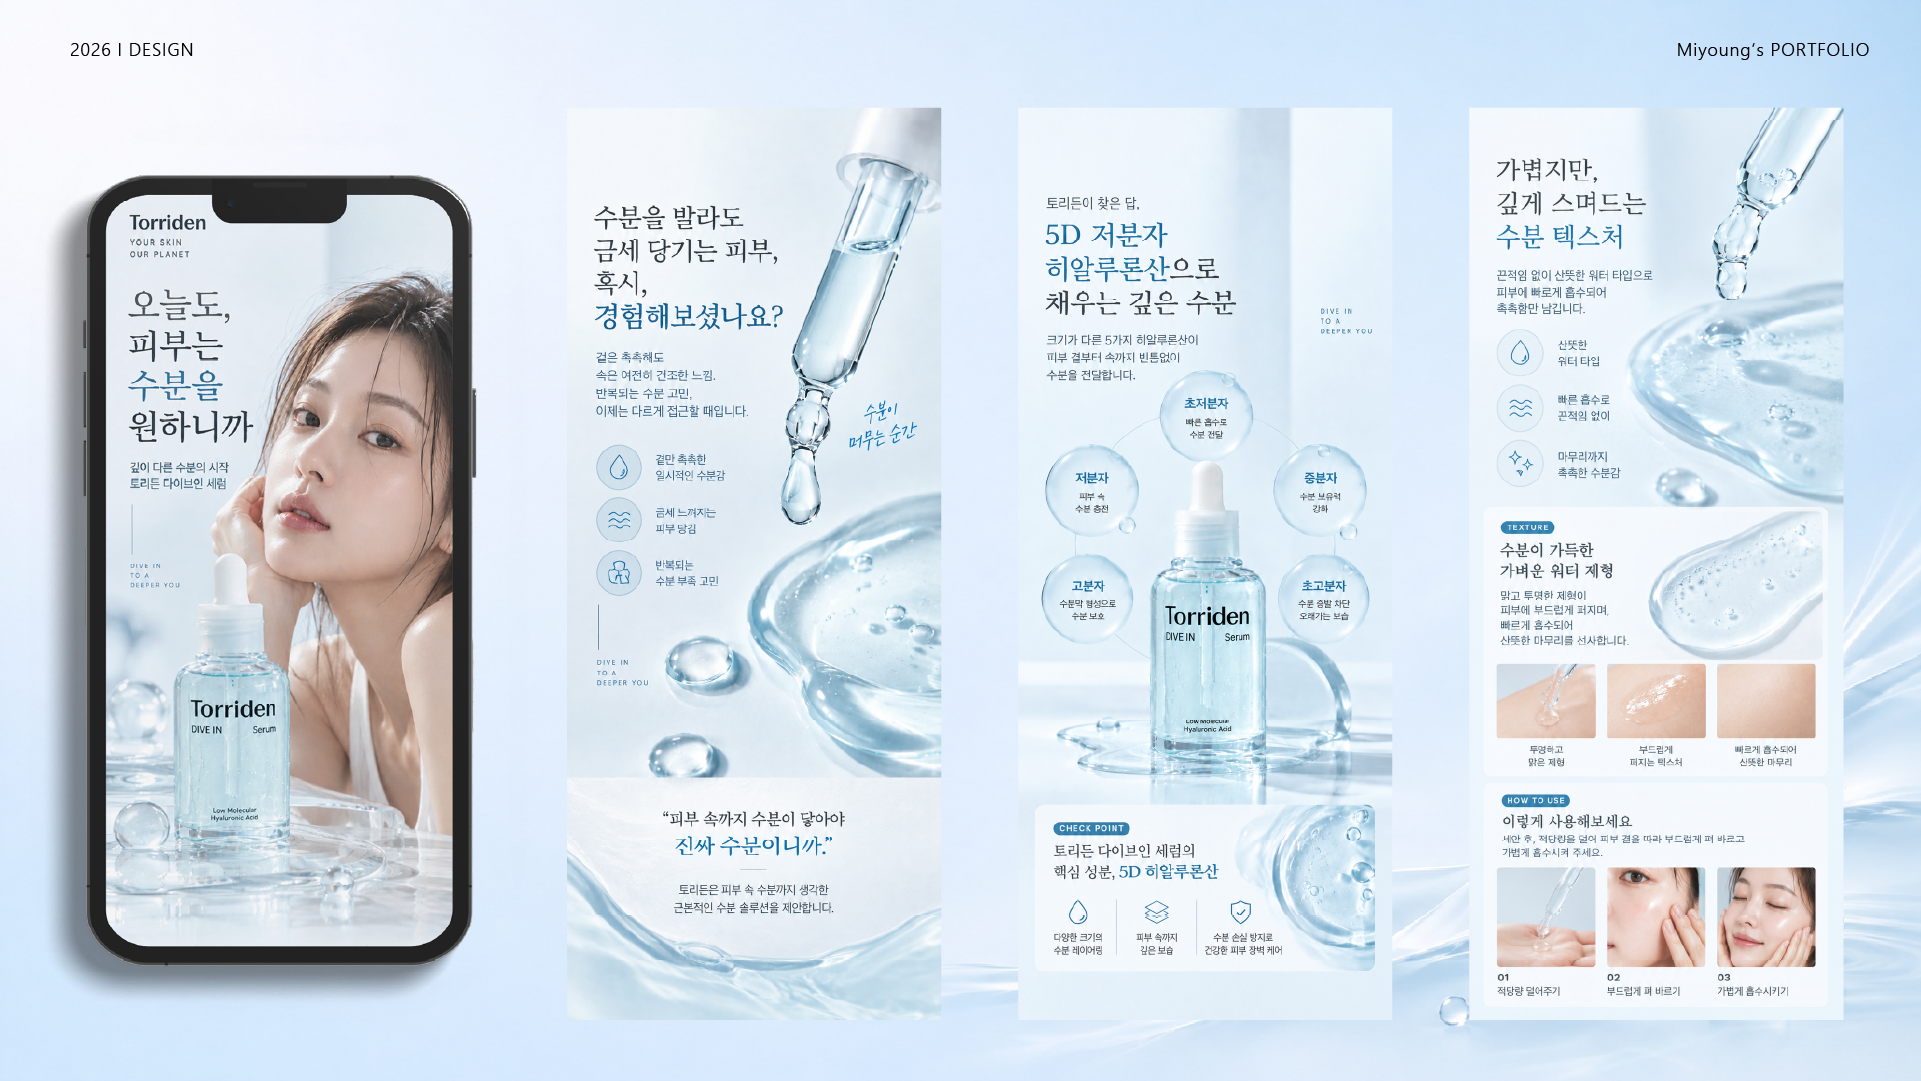 2026 I DESIGN
Miyoung's PORTFOLIO
Torriden
YOUR SKIN
OUR PLANET
오늘도,
피부는
수분을
원하니까
깊이 다른 수분의 시작
토리든 다이브인 세럼
DIVE IN
TO A
DEEPER YOU
Torriden
DIVE IN Serum
Low Molecular
Hyaluronic Acid
수분을 발라도
금세 당기는 피부,
혹시,
경험해보셨나요?
겉은 촉촉해도
속은 여전히 건조한 느낌.
반복되는 수분 고민,
이제는 다르게 접근할 때입니다.
수분이
머무는 순간
겉만 촉촉한
일시적인 수분감
금세 느껴지는
피부 당김
반복되는
수분 부족 고민
DIVE IN
TO A
DEEPER YOU
“피부 속까지 수분이 닿아야
진짜 수분이니까.”
토리든은 피부 속 수분까지 생각한
근본적인 수분 솔루션을 제안합니다.
토리든이 찾은 답,
5D 저분자
히알루론산으로
채우는 깊은 수분
DIVE IN
TO A
DEEPER YOU
크기가 다른 5가지 히알루론산이
피부 결부터 속까지 빈틈없이
수분을 전달합니다.
초저분자
빠른 흡수로
수분 전달
저분자
피부 속
수분 충전
중분자
수분 보유력
강화
고분자
수분막 형성으로
수분 보호
초고분자
수분 증발 차단
오래가는 보습
Torriden
DIVE IN Serum
Low Molecular
Hyaluronic Acid
CHECK POINT
토리든 다이브인 세럼의
핵심 성분, 5D 히알루론산
다양한 크기의
수분 레이어링
피부 속까지
깊은 보습
수분 손실 방지로
건강한 피부 장벽 케어
가볍지만,
깊게 스며드는
수분 텍스처
끈적임 없이 산뜻한 워터 타입으로
피부에 빠르게 흡수되어
촉촉함만 남깁니다.
산뜻한
워터 타입
빠른 흡수로
끈적임 없이
마무리까지
촉촉한 수분감
TEXTURE
수분이 가득한
가벼운 워터 제형
맑고 투명한 제형이
피부에 부드럽게 퍼지며,
빠르게 흡수되어
산뜻한 마무리를 선사합니다.
투명하고
맑은 제형
부드럽게
퍼지는 텍스처
빠르게 흡수되어
산뜻한 마무리
HOW TO USE
이렇게 사용해보세요
세안 후, 적당량을 덜어 피부 결을 따라 부드럽게 펴 바르고
가볍게 흡수시켜 주세요.
01
적당량 덜어주기
02
부드럽게 펴 바르기
03
가볍게 흡수시키기